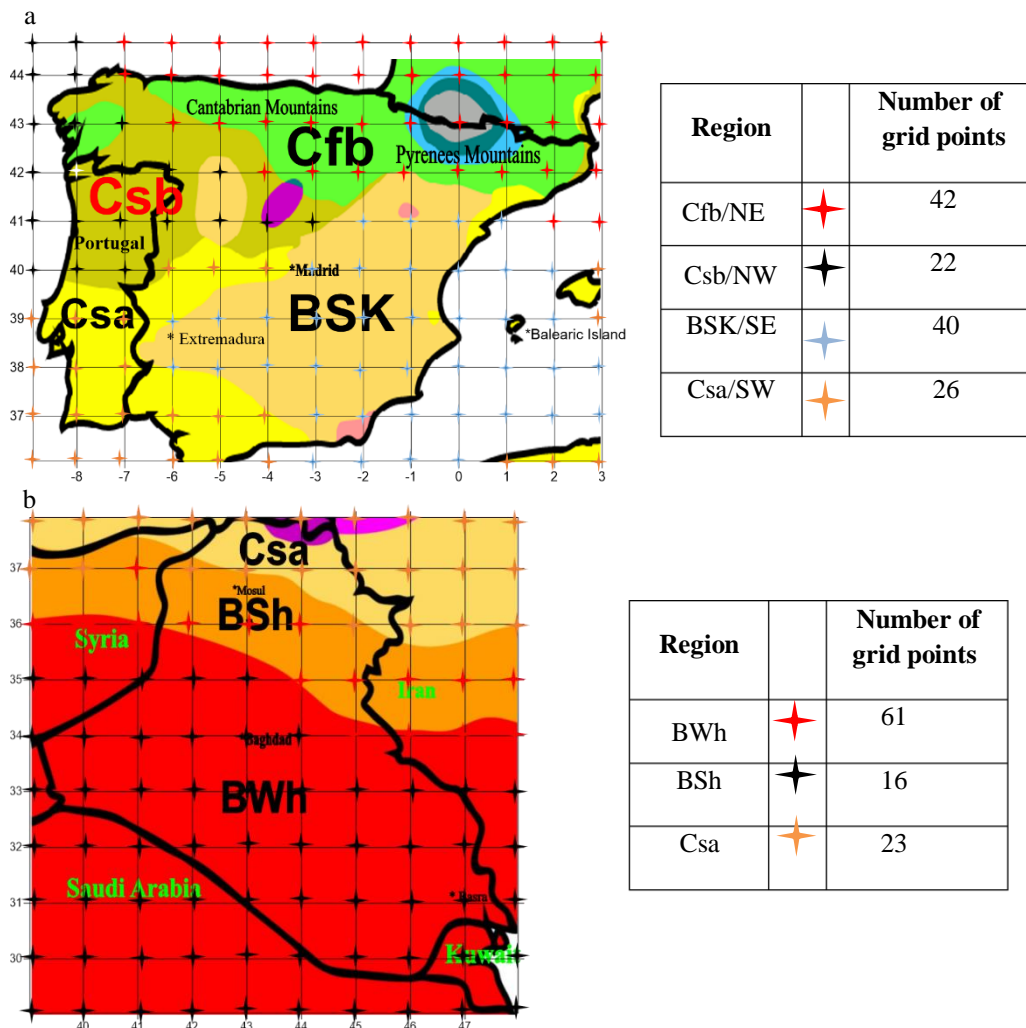 a
44
43
42
41
40
39
38
37
-8
-7
-6
-5
-4
-3
-2
-1
0
1
2
3
Cantabrian Mountains
Cfb
Pyrenees Mountains
Csb
Portugal
*Madrid
Csa
BSK
* Extremadura
*Balearic Island
Region
Number of
grid points
Cfb/NE
42
Csb/NW
22
BSK/SE
40
Csa/SW
26
b
37
36
35
34
33
32
31
30
40
41
42
43
44
45
46
47
Csa
*Mosul
BSh
Syria
Iran
*Baghdad
BWh
Saudi Arabia
* Basra
Kuwait
Region
Number of
grid points
BWh
61
BSh
16
Csa
23